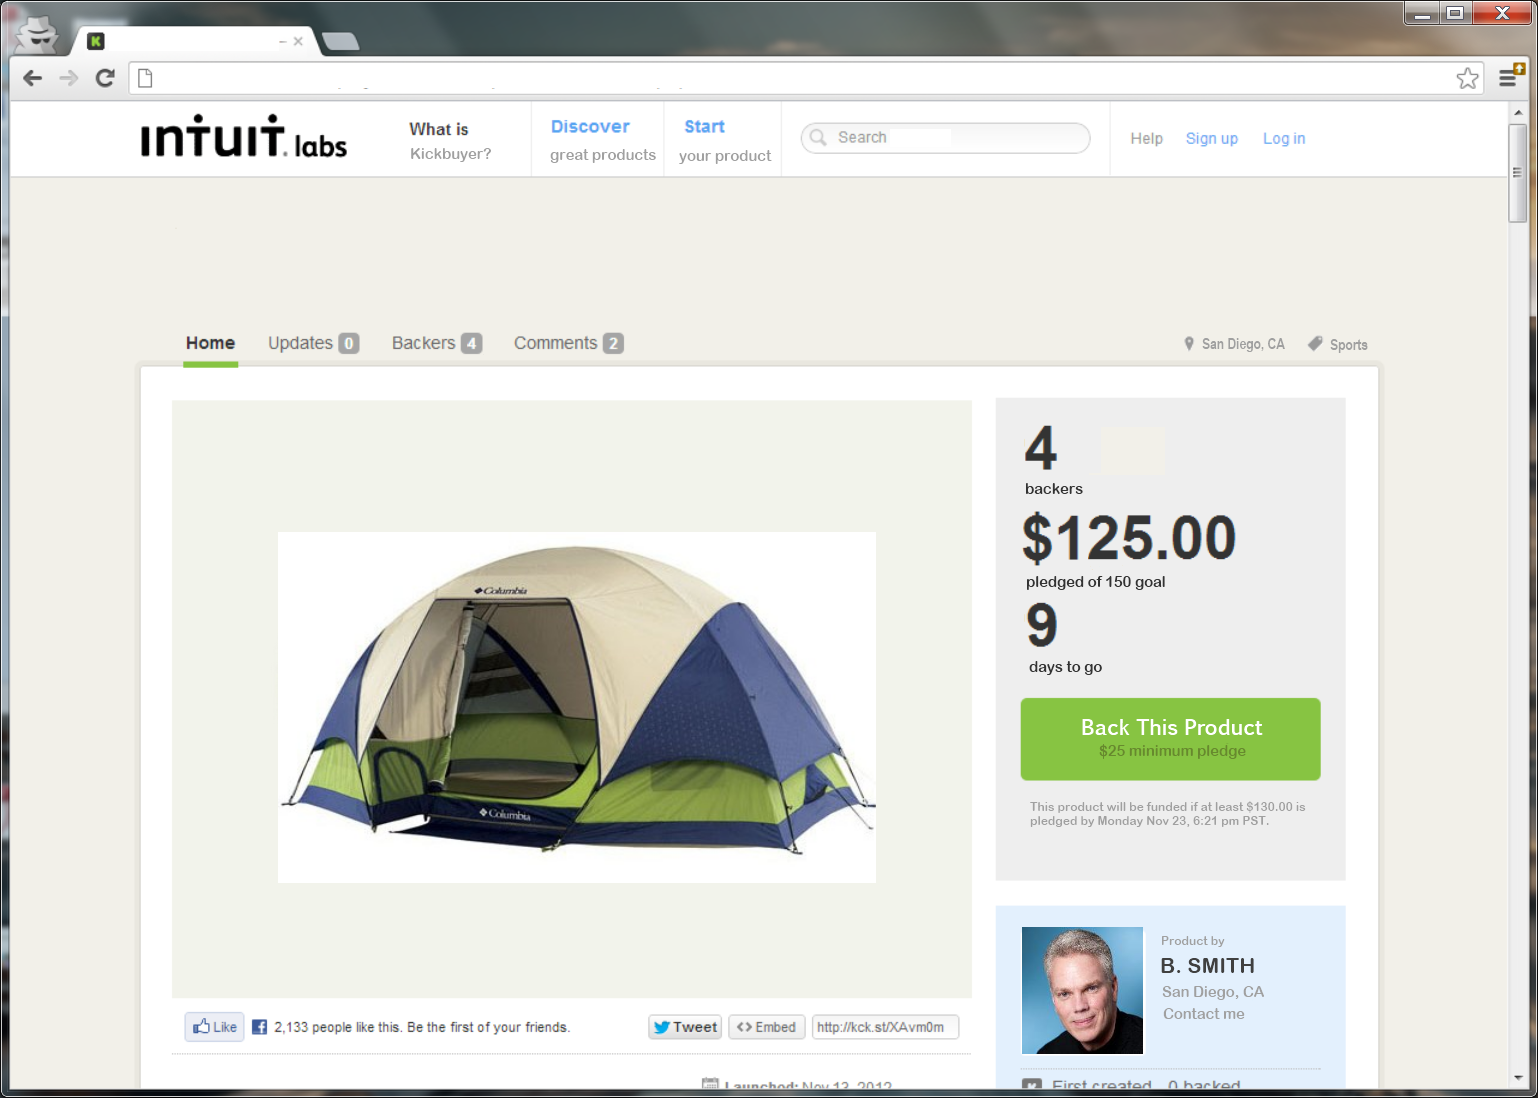 K
INTUIT. labs
What is
Kickbuyer?
Discover
great products
Start
your product
Search
Help Sign up Log in
Home Updates 0 Backers 4 Comments 2
San Diego, CA Sports
Columbia
Columbia
4
backers
$125.00
pledged of 150 goal
9
days to go
Back This Product
$25 minimum pledge
This product will be funded if at least $130.00 is
pledged by Monday Nov 23, 6:21 pm PST.
Product by
B. SMITH
San Diego, CA
Contact me
Like 2,133 people like this. Be the first of your friends.
Tweet Embed http://kck.st/XAvm0m
Launched: Nov 13, 2012
First created 0 backed